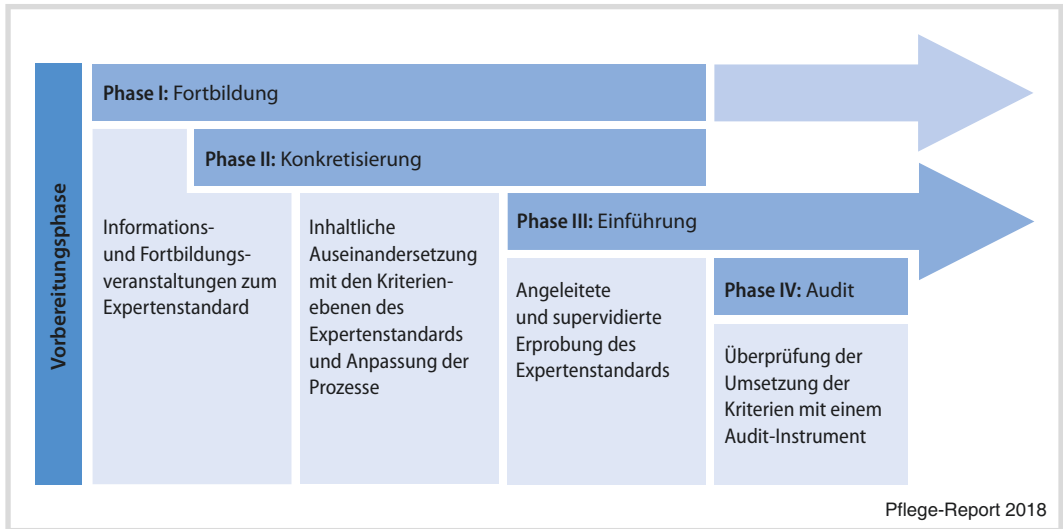 Vorbereitungsphase
Phase I: Fortbildung
Phase II: Konkretisierung
Informations-
und Fortbildungs-
veranstaltungen zum
Expertenstandard
Inhaltliche
Auseinandersetzung
mit den Kriterien-
ebenen des
Expertenstandards
und Anpassung der
Prozesse
Phase III: Einführung
Angeleitete
und supervidierte
Erprobung des
Expertenstandards
Phase IV: Audit
Überprüfung der
Umsetzung der
Kriterien mit einem
Audit-Instrument
Pflege-Report 2018